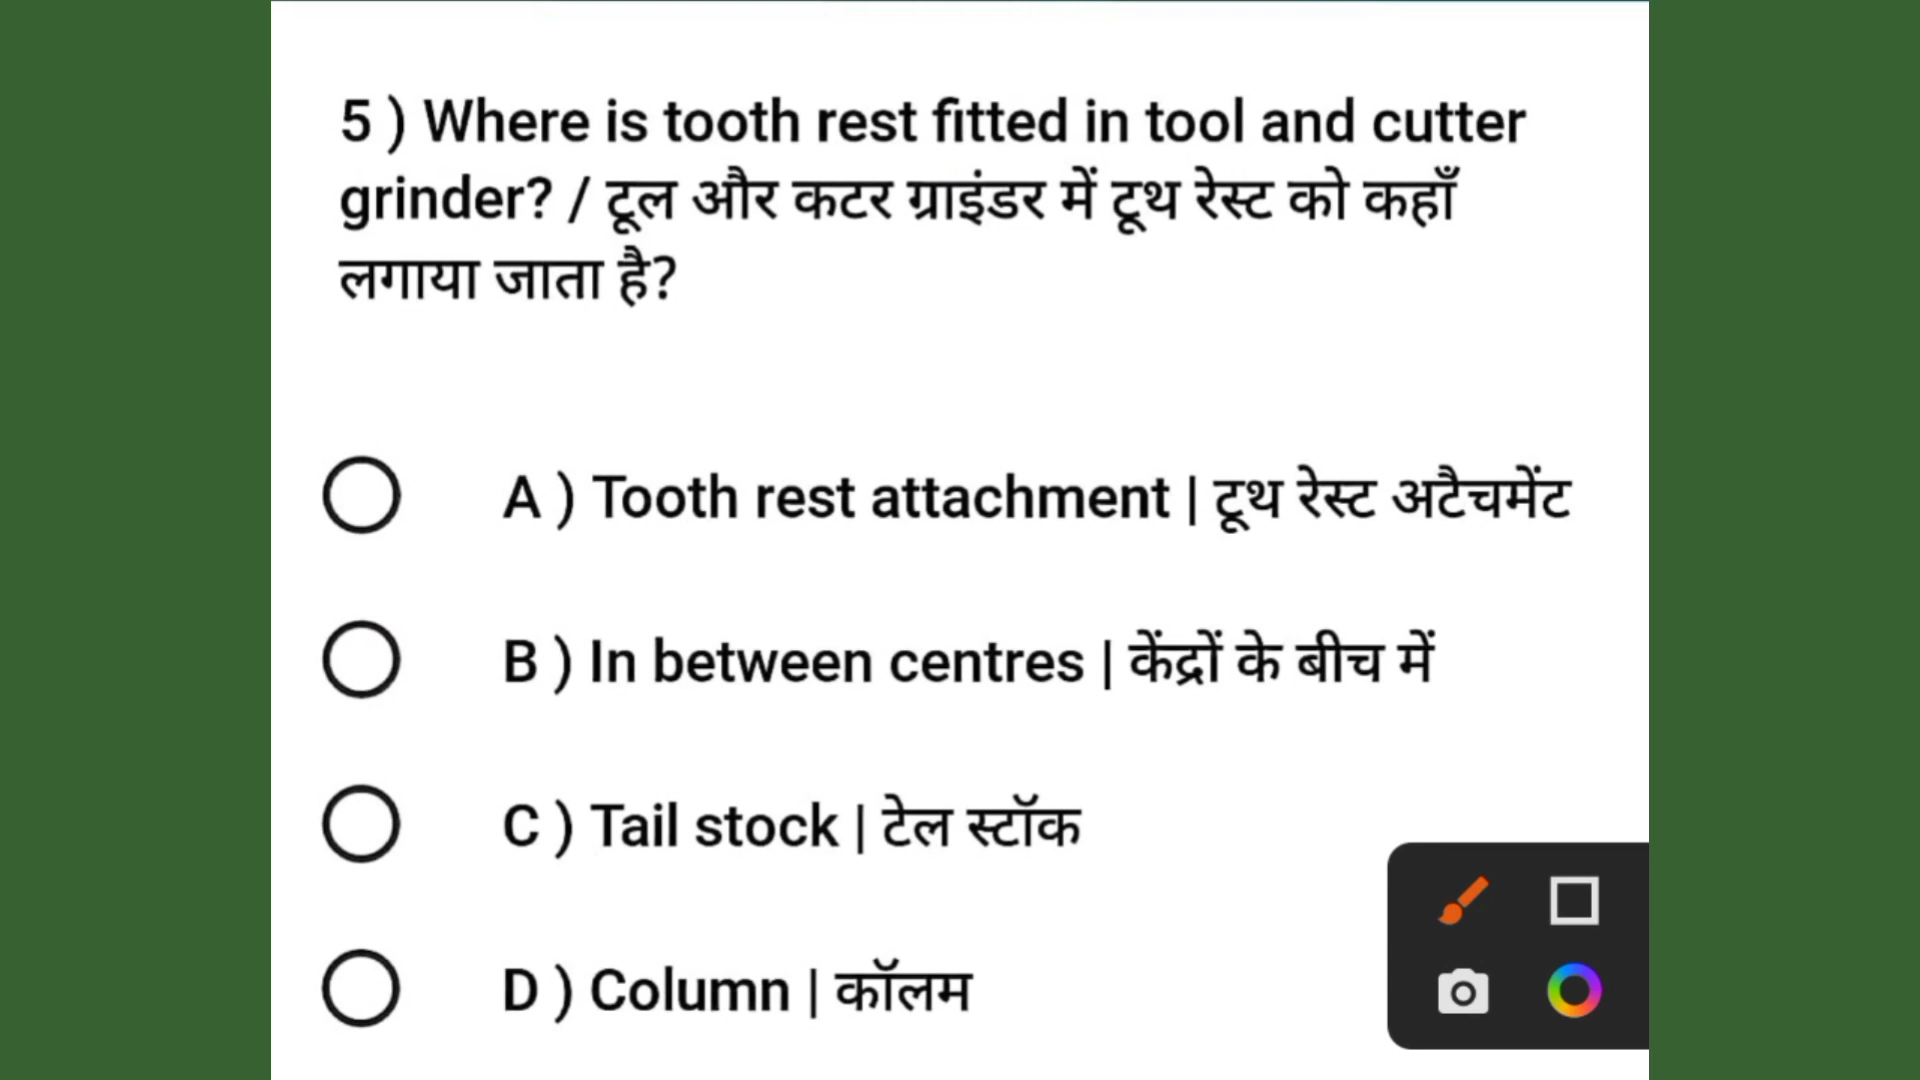 5 ) Where is tooth rest fitted in tool and cutter
grinder? / टूल और कटर ग्राइंडर में टूथ रेस्ट को कहाँ
लगाया जाता है?
A ) Tooth rest attachment | टूथ रेस्ट अटैचमेंट
B ) In between centres | केंद्रों के बीच में
C ) Tail stock | टेल स्टॉक
D ) Column | कॉलम